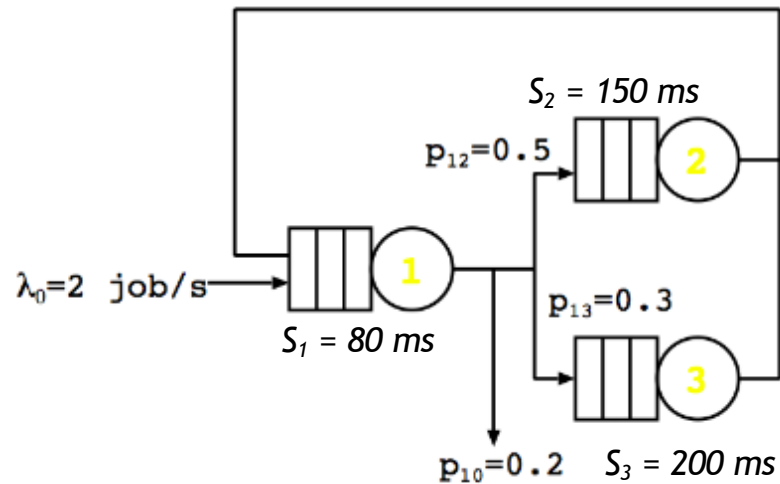 S₂ = 150 ms
p₁₂=0.5
2
1
λ₀=2 job/s
p₁₃=0.3
S₁ = 80 ms
3
p₁₀=0.2
S₃ = 200 ms